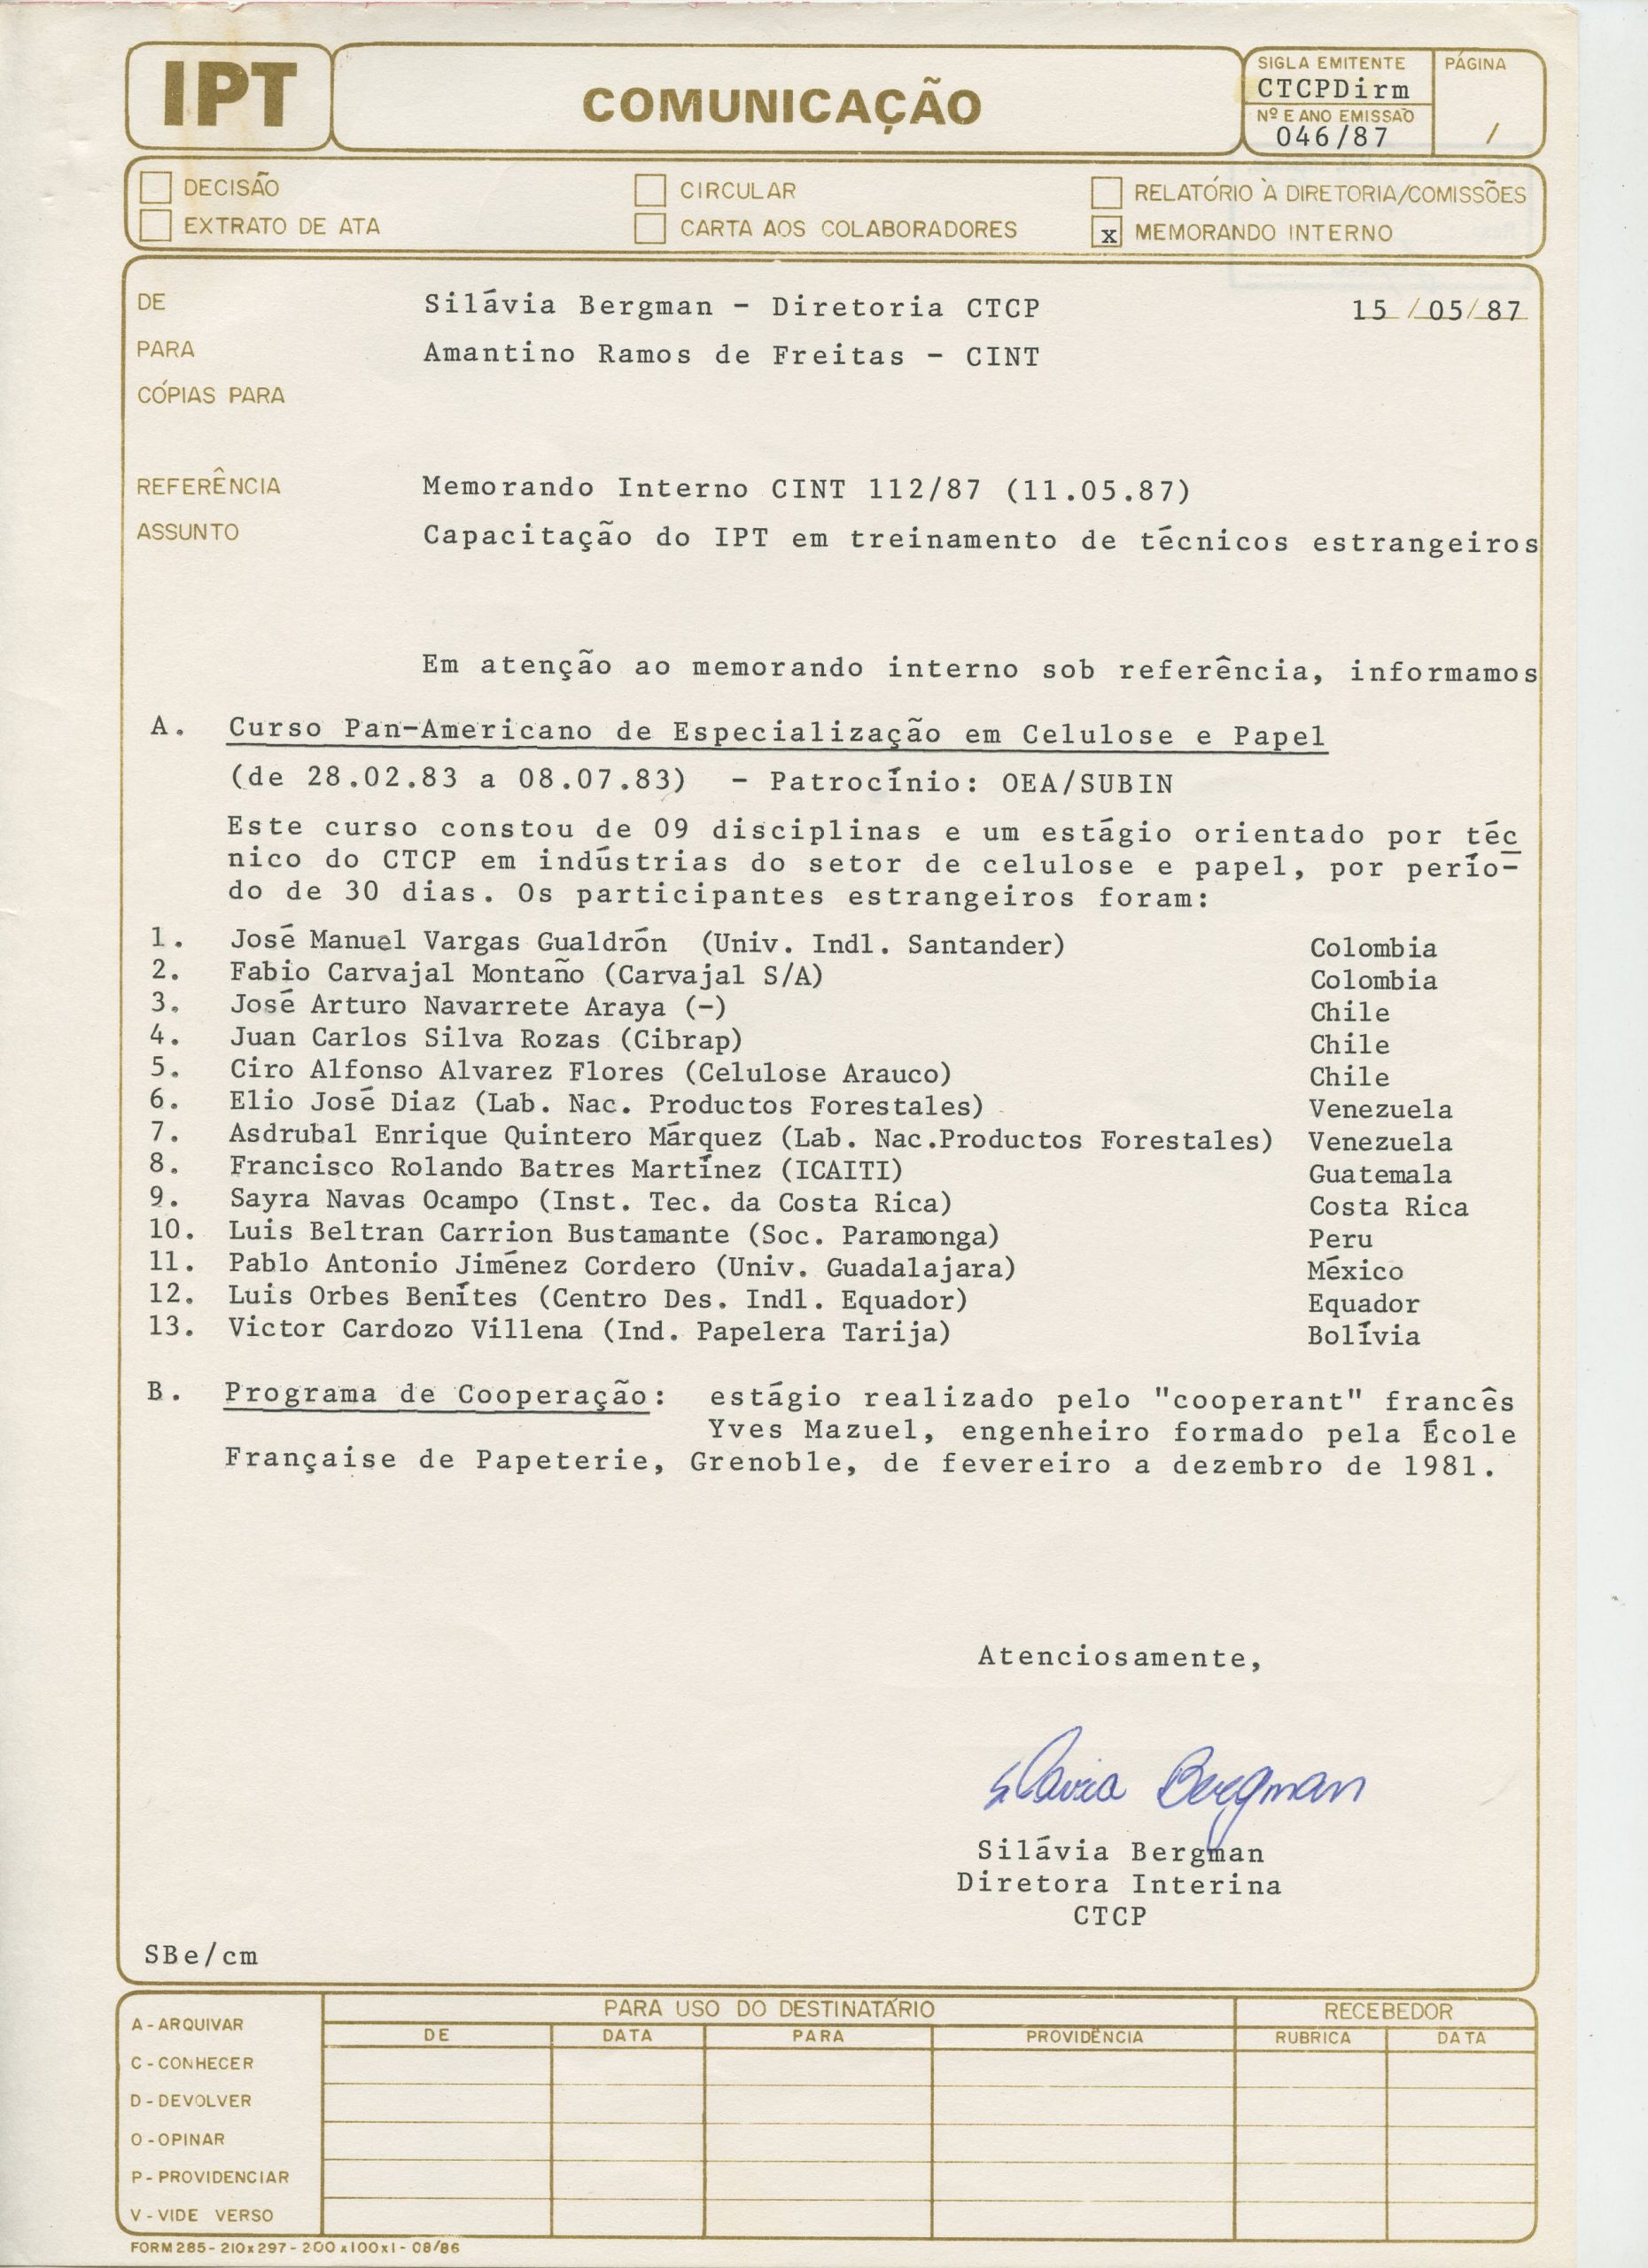 IPT
COMUNICAÇÃO
SIGLA EMITENTE
CTCPDirm
Nº E ANO EMISSÃO
046/87
PÁGINA
/
DECISÃO
CIRCULAR
RELATÓRIO À DIRETORIA/COMISSÕES
EXTRATO DE ATA
CARTA AOS COLABORADORES
x MEMORANDO INTERNO
DE Silávia Bergman - Diretoria CTCP 15/05/87
PARA Amantino Ramos de Freitas - CINT
CÓPIAS PARA
REFERÊNCIA Memorando Interno CINT 112/87 (11.05.87)
ASSUNTO Capacitação do IPT em treinamento de técnicos estrangeiros
Em atenção ao memorando interno sob referência, informamos
A. Curso Pan-Americano de Especialização em Celulose e Papel
(de 28.02.83 a 08.07.83) - Patrocínio: OEA/SUBIN
Este curso constou de 09 disciplinas e um estágio orientado por téc
nico do CTCP em indústrias do setor de celulose e papel, por perío-
do de 30 dias. Os participantes estrangeiros foram:
1. José Manuel Vargas Gualdrón (Univ. Indl. Santander) Colombia
2. Fabio Carvajal Montaño (Carvajal S/A) Colombia
3. José Arturo Navarrete Araya (-) Chile
4. Juan Carlos Silva Rozas (Cibrap) Chile
5. Ciro Alfonso Alvarez Flores (Celulose Arauco) Chile
6. Elio José Diaz (Lab. Nac. Productos Forestales) Venezuela
7. Asdrubal Enrique Quintero Márquez (Lab. Nac.Productos Forestales) Venezuela
8. Francisco Rolando Batres Martínez (ICAITI) Guatemala
9. Sayra Navas Ocampo (Inst. Tec. da Costa Rica) Costa Rica
10. Luis Beltran Carrion Bustamante (Soc. Paramonga) Peru
11. Pablo Antonio Jiménez Cordero (Univ. Guadalajara) México
12. Luis Orbes Benítes (Centro Des. Indl. Equador) Equador
13. Victor Cardozo Villena (Ind. Papelera Tarija) Bolívia
B. Programa de Cooperação: estágio realizado pelo "cooperant" francês
Yves Mazuel, engenheiro formado pela École
Française de Papeterie, Grenoble, de fevereiro a dezembro de 1981.
Atenciosamente,
Slavia Bergman
Silávia Bergman
Diretora Interina
CTCP
SBe/cm
A - ARQUIVAR
C - CONHECER
D - DEVOLVER
O - OPINAR
P - PROVIDENCIAR
V - VIDE VERSO
PARA USO DO DESTINATÁRIO
RECEBEDOR
DE DATA PARA PROVIDÊNCIA RUBRICA DATA
FORM 285 - 210x297 - 200x100x1 - 08/86